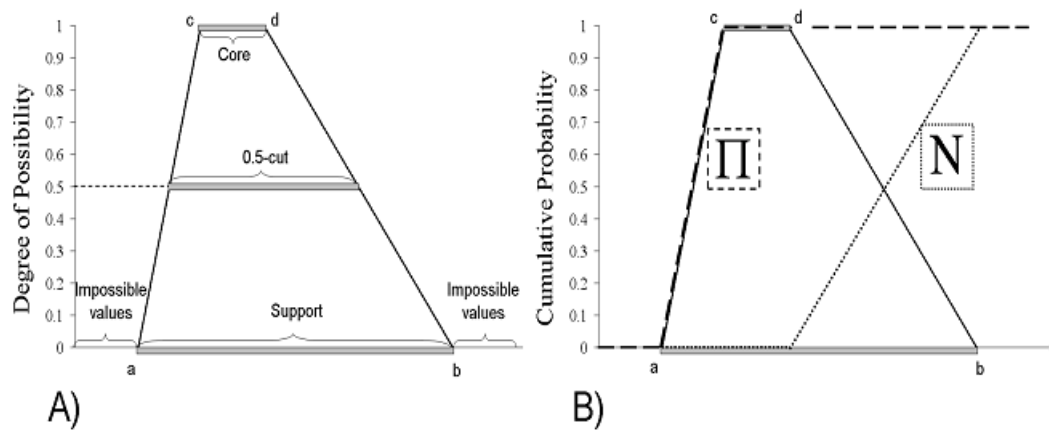 c d
1
0.9
0.8
0.7
0.6
0.5
0.4
0.3
0.2
0.1
0
Degree of Possibility
Core
0.5-cut
Impossible
values
Support
Impossible
values
a b
A)
c d
1
0.9
0.8
0.7
0.6
0.5
0.4
0.3
0.2
0.1
0
Cumulative Probability
Π
N
a b
B)